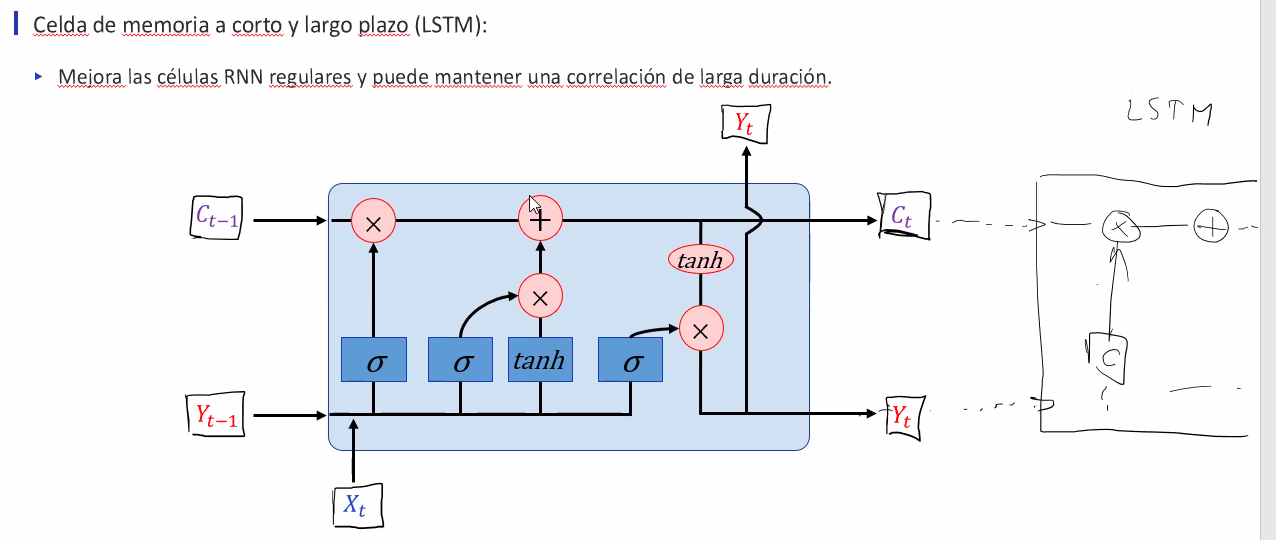 Celda de memoria a corto y largo plazo (LSTM):
Mejora las células RNN regulares y puede mantener una correlación de larga duración.
LSTM
Yₜ
Cₜ₋₁
×
+
Cₜ
×
+
tanh
×
×
σ
σ
tanh
σ
Yₜ₋₁
Yₜ
Xₜ